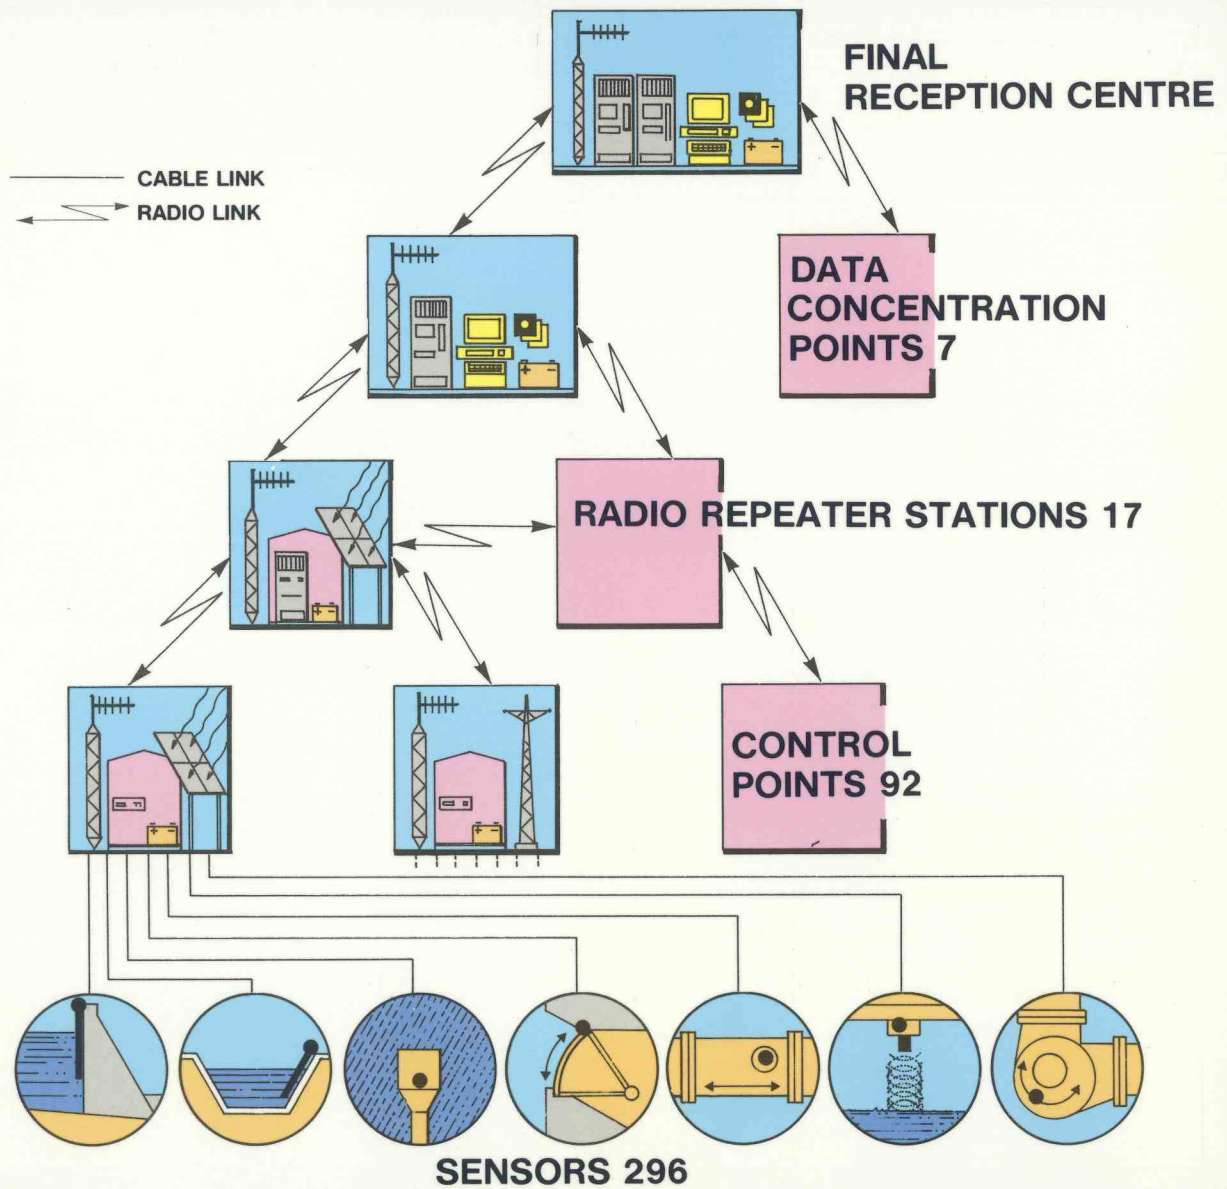 FINAL
RECEPTION CENTRE
CABLE LINK
RADIO LINK
DATA
CONCENTRATION
POINTS 7
RADIO REPEATER STATIONS 17
CONTROL
POINTS 92
SENSORS 296